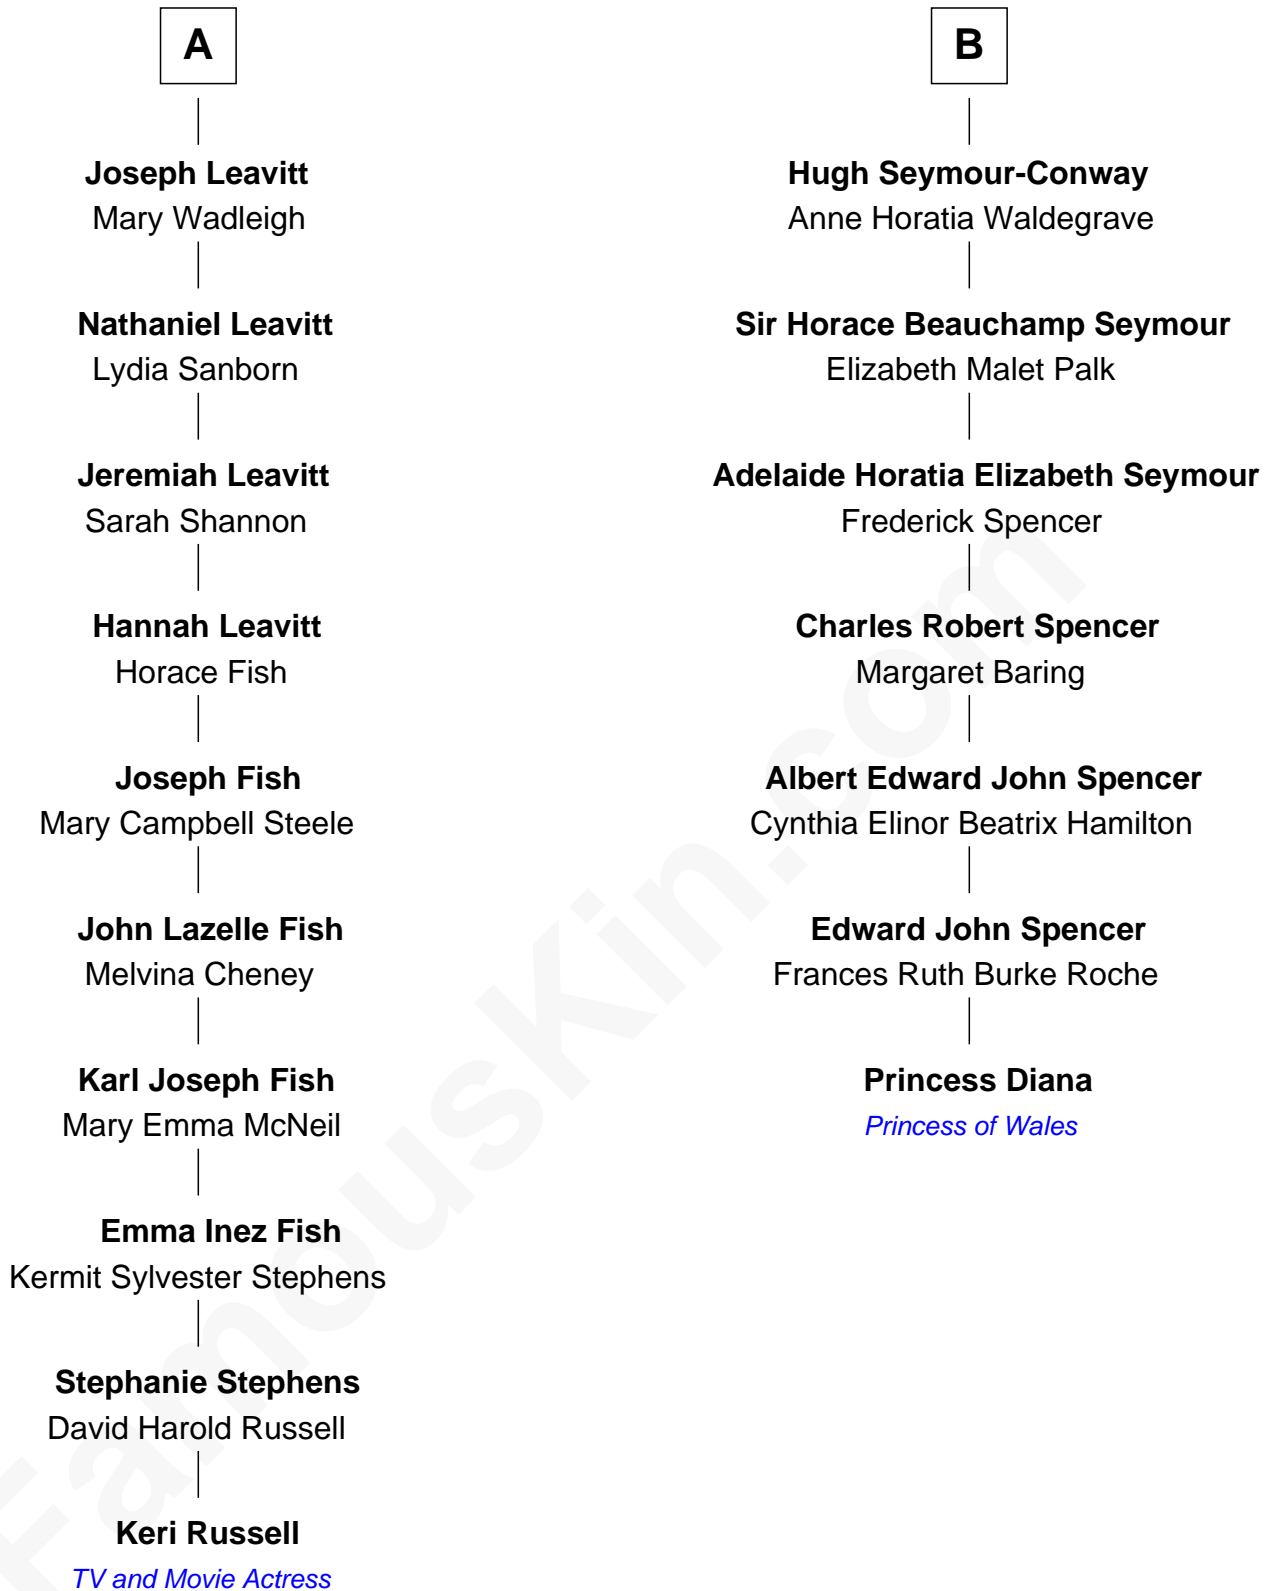 A
Joseph Leavitt
Mary Wadleigh
Nathaniel Leavitt
Lydia Sanborn
Jeremiah Leavitt
Sarah Shannon
Hannah Leavitt
Horace Fish
Joseph Fish
Mary Campbell Steele
John Lazelle Fish
Melvina Cheney
Karl Joseph Fish
Mary Emma McNeil
Emma Inez Fish
Kermit Sylvester Stephens
Stephanie Stephens
David Harold Russell
Keri Russell
TV and Movie Actress
B
Hugh Seymour-Conway
Anne Horatia Waldegrave
Sir Horace Beauchamp Seymour
Elizabeth Malet Palk
Adelaide Horatia Elizabeth Seymour
Frederick Spencer
Charles Robert Spencer
Margaret Baring
Albert Edward John Spencer
Cynthia Elinor Beatrix Hamilton
Edward John Spencer
Frances Ruth Burke Roche
Princess Diana
Princess of Wales
FamousKin.com